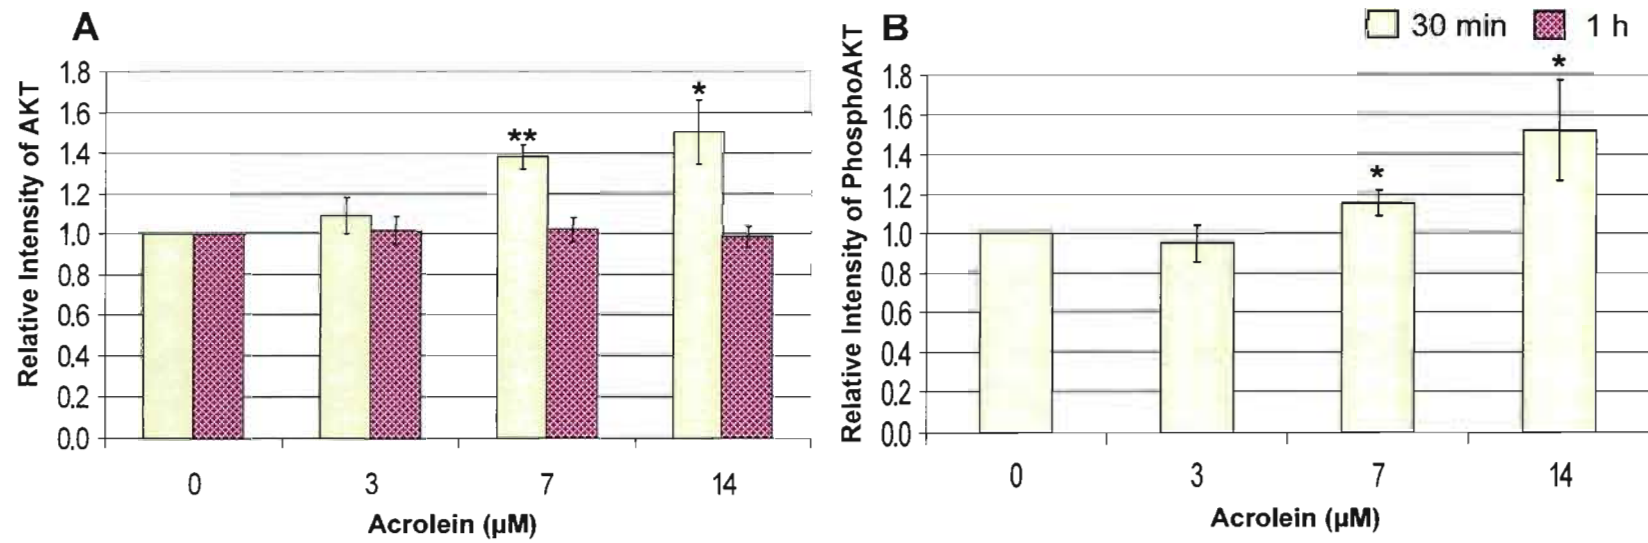 A
Relative Intensity of AKT
1.8
1.6
1.4
1.2
1.0
0.8
0.6
0.4
0.2
0.0
**
*
0 3 7 14
Acrolein (µM)
B
30 min 1 h
Relative Intensity of PhosphoAKT
1.8
1.6
1.4
1.2
1.0
0.8
0.6
0.4
0.2
0.0
*
*
0 3 7 14
Acrolein (µM)